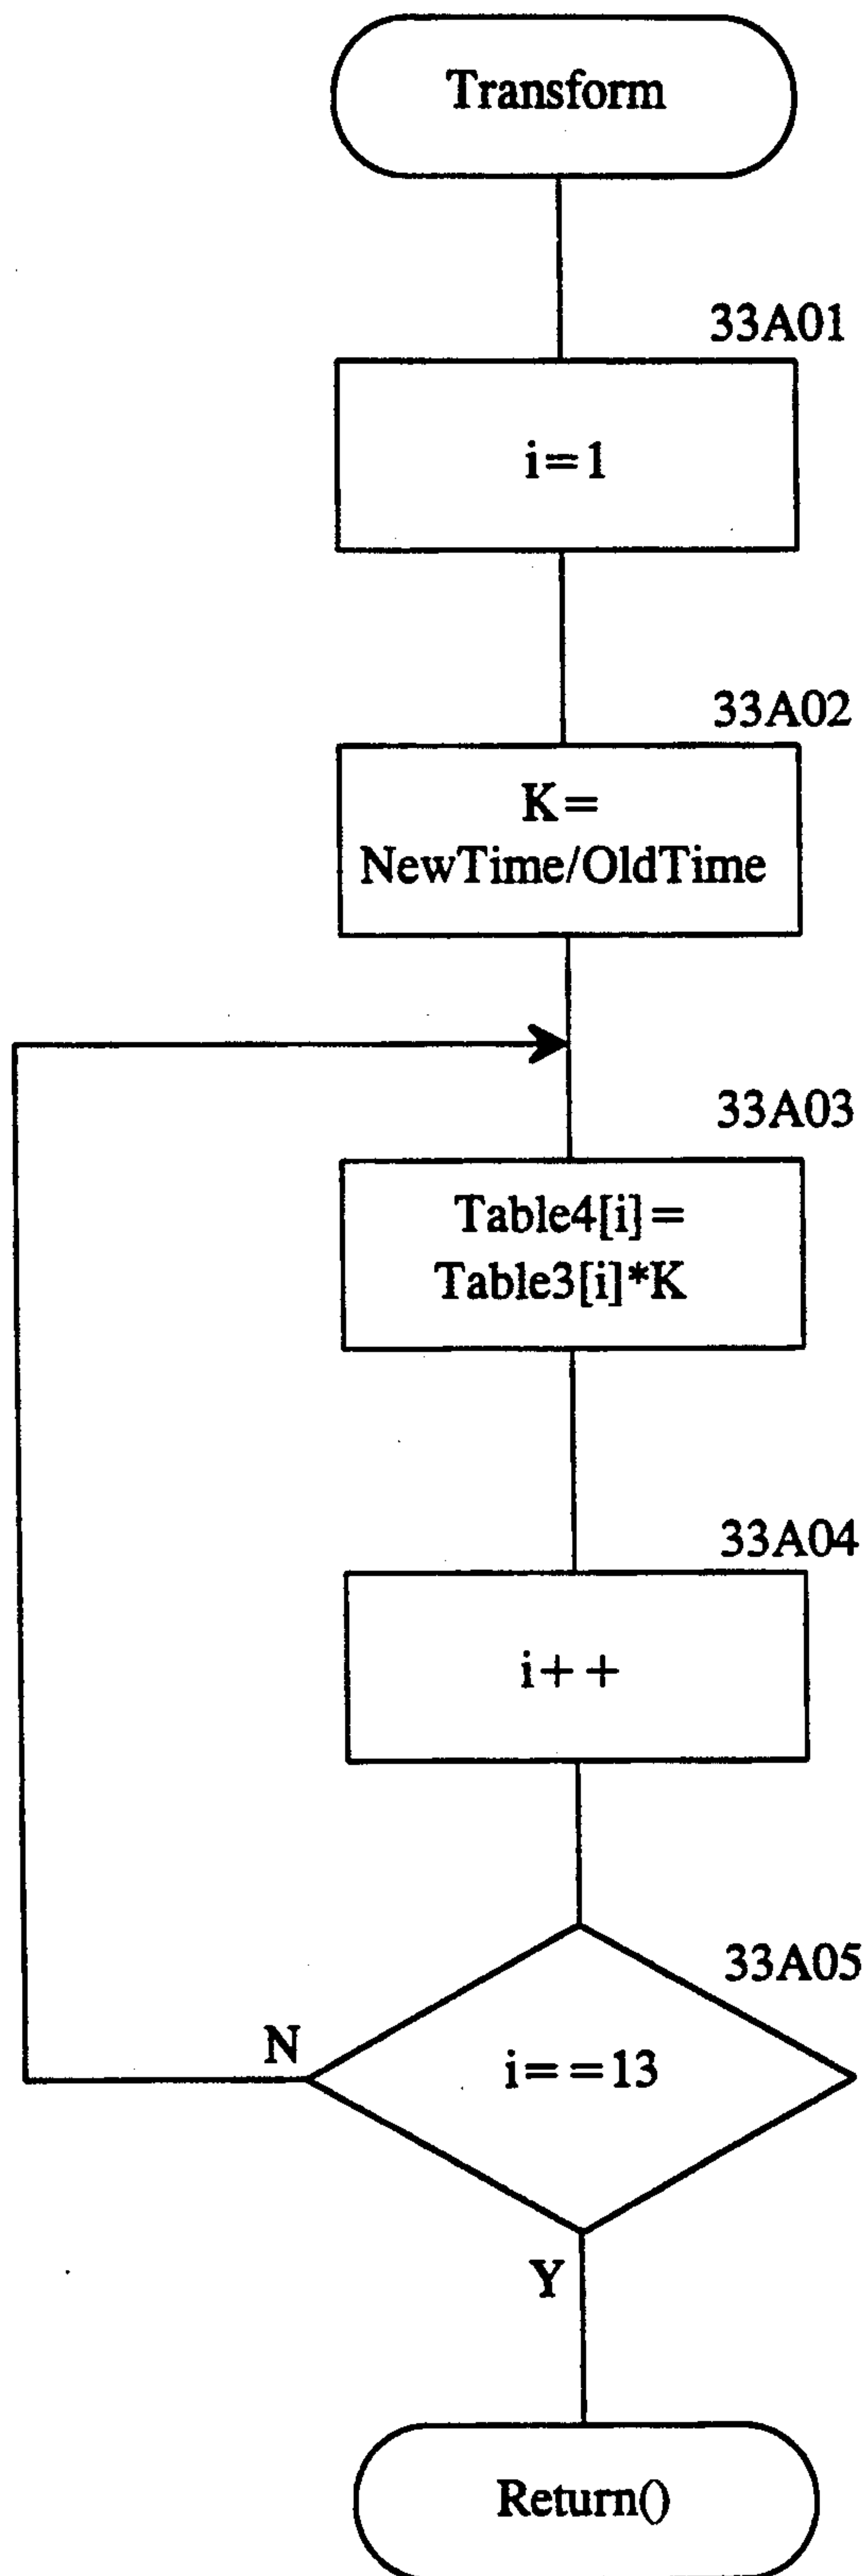 Transform
33A01
i=1
33A02
K=
NewTime/OldTime
33A03
Table4[i]=
Table3[i]*K
33A04
i++
33A05
N
i==13
Y
Return()